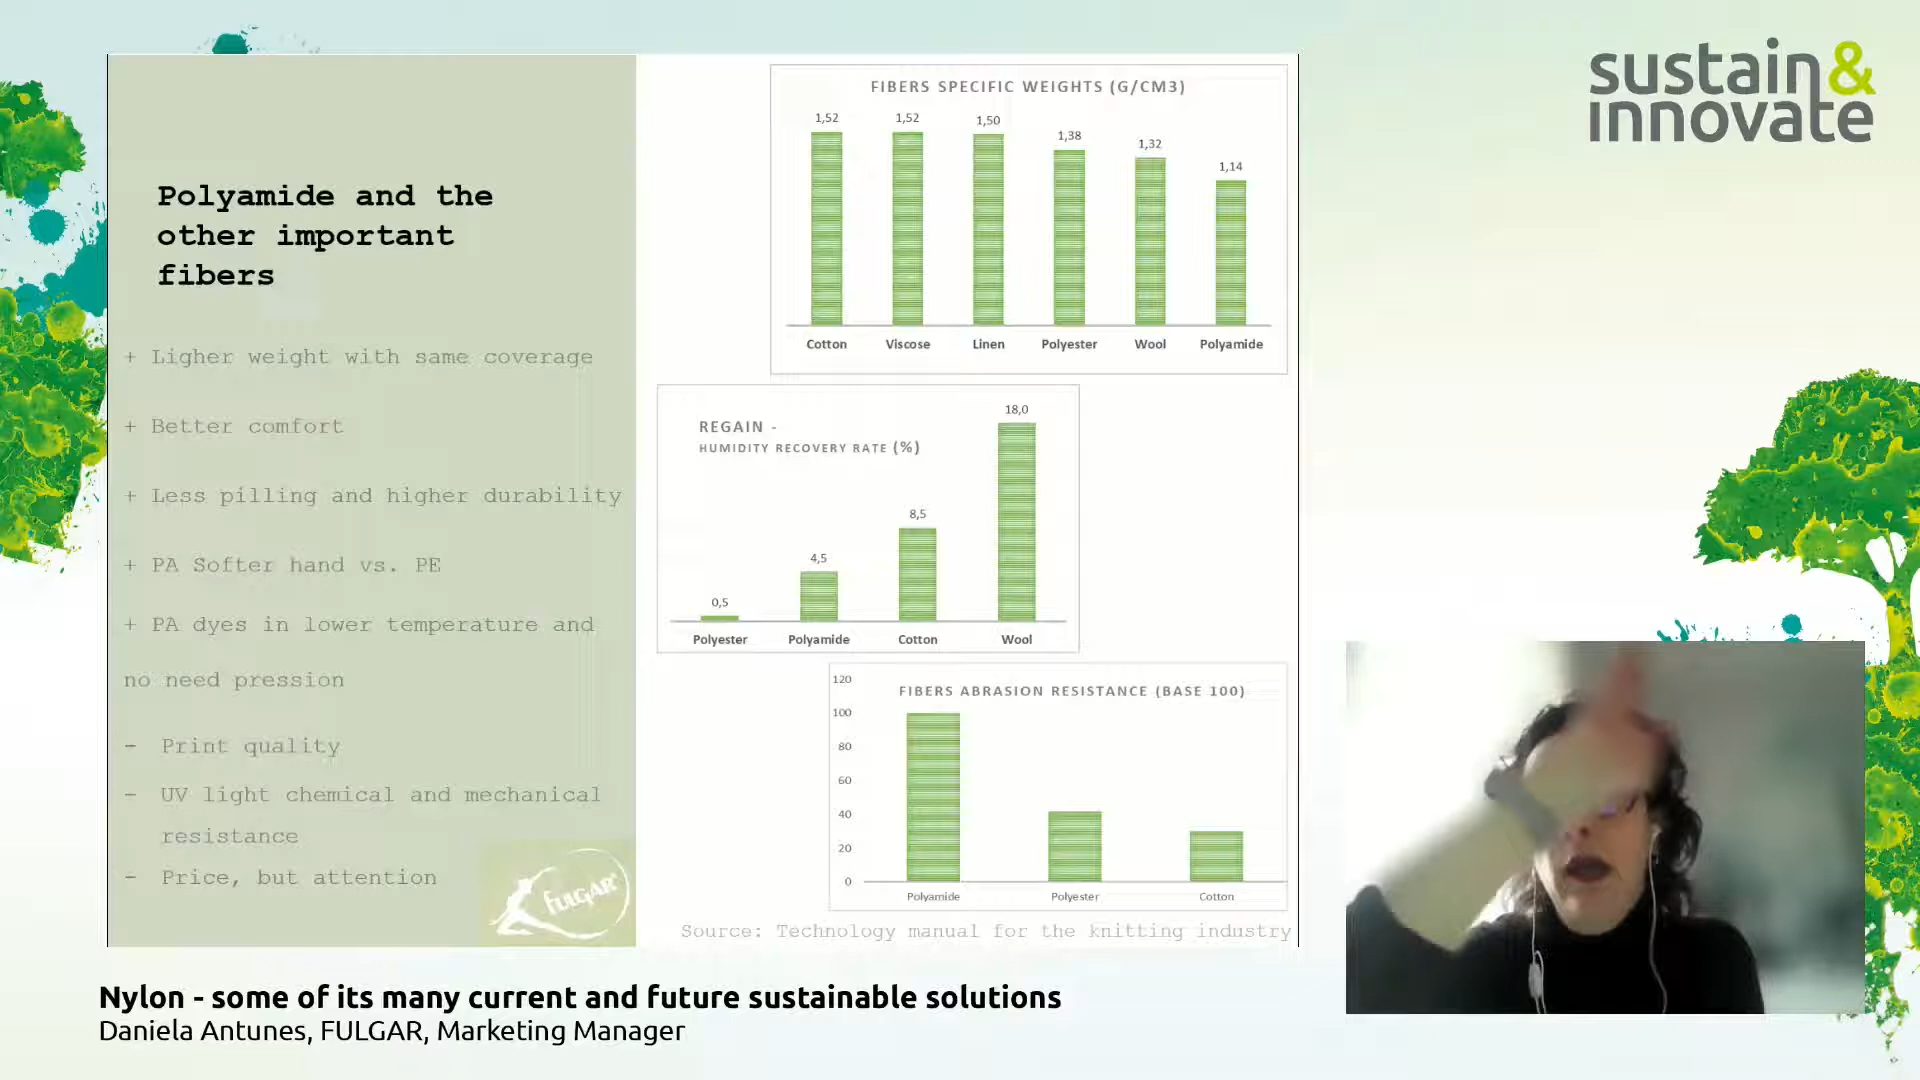 sustain&
innovate
Polyamide and the
other important
fibers
+ Ligher weight with same coverage
+ Better comfort
+ Less pilling and higher durability
+ PA Softer hand vs. PE
+ PA dyes in lower temperature and
no need pression
- Print quality
- UV light chemical and mechanical
resistance
- Price, but attention
FULGAR®
FIBERS SPECIFIC WEIGHTS (G/CM3)
1,52 1,52 1,50 1,38 1,32 1,14
Cotton Viscose Linen Polyester Wool Polyamide
REGAIN -
HUMIDITY RECOVERY RATE (%)
0,5 4,5 8,5 18,0
Polyester Polyamide Cotton Wool
FIBERS ABRASION RESISTANCE (BASE 100)
120
100
80
60
40
20
0
Polyamide Polyester Cotton
Source: Technology manual for the knitting industry
Nylon - some of its many current and future sustainable solutions
Daniela Antunes, FULGAR, Marketing Manager